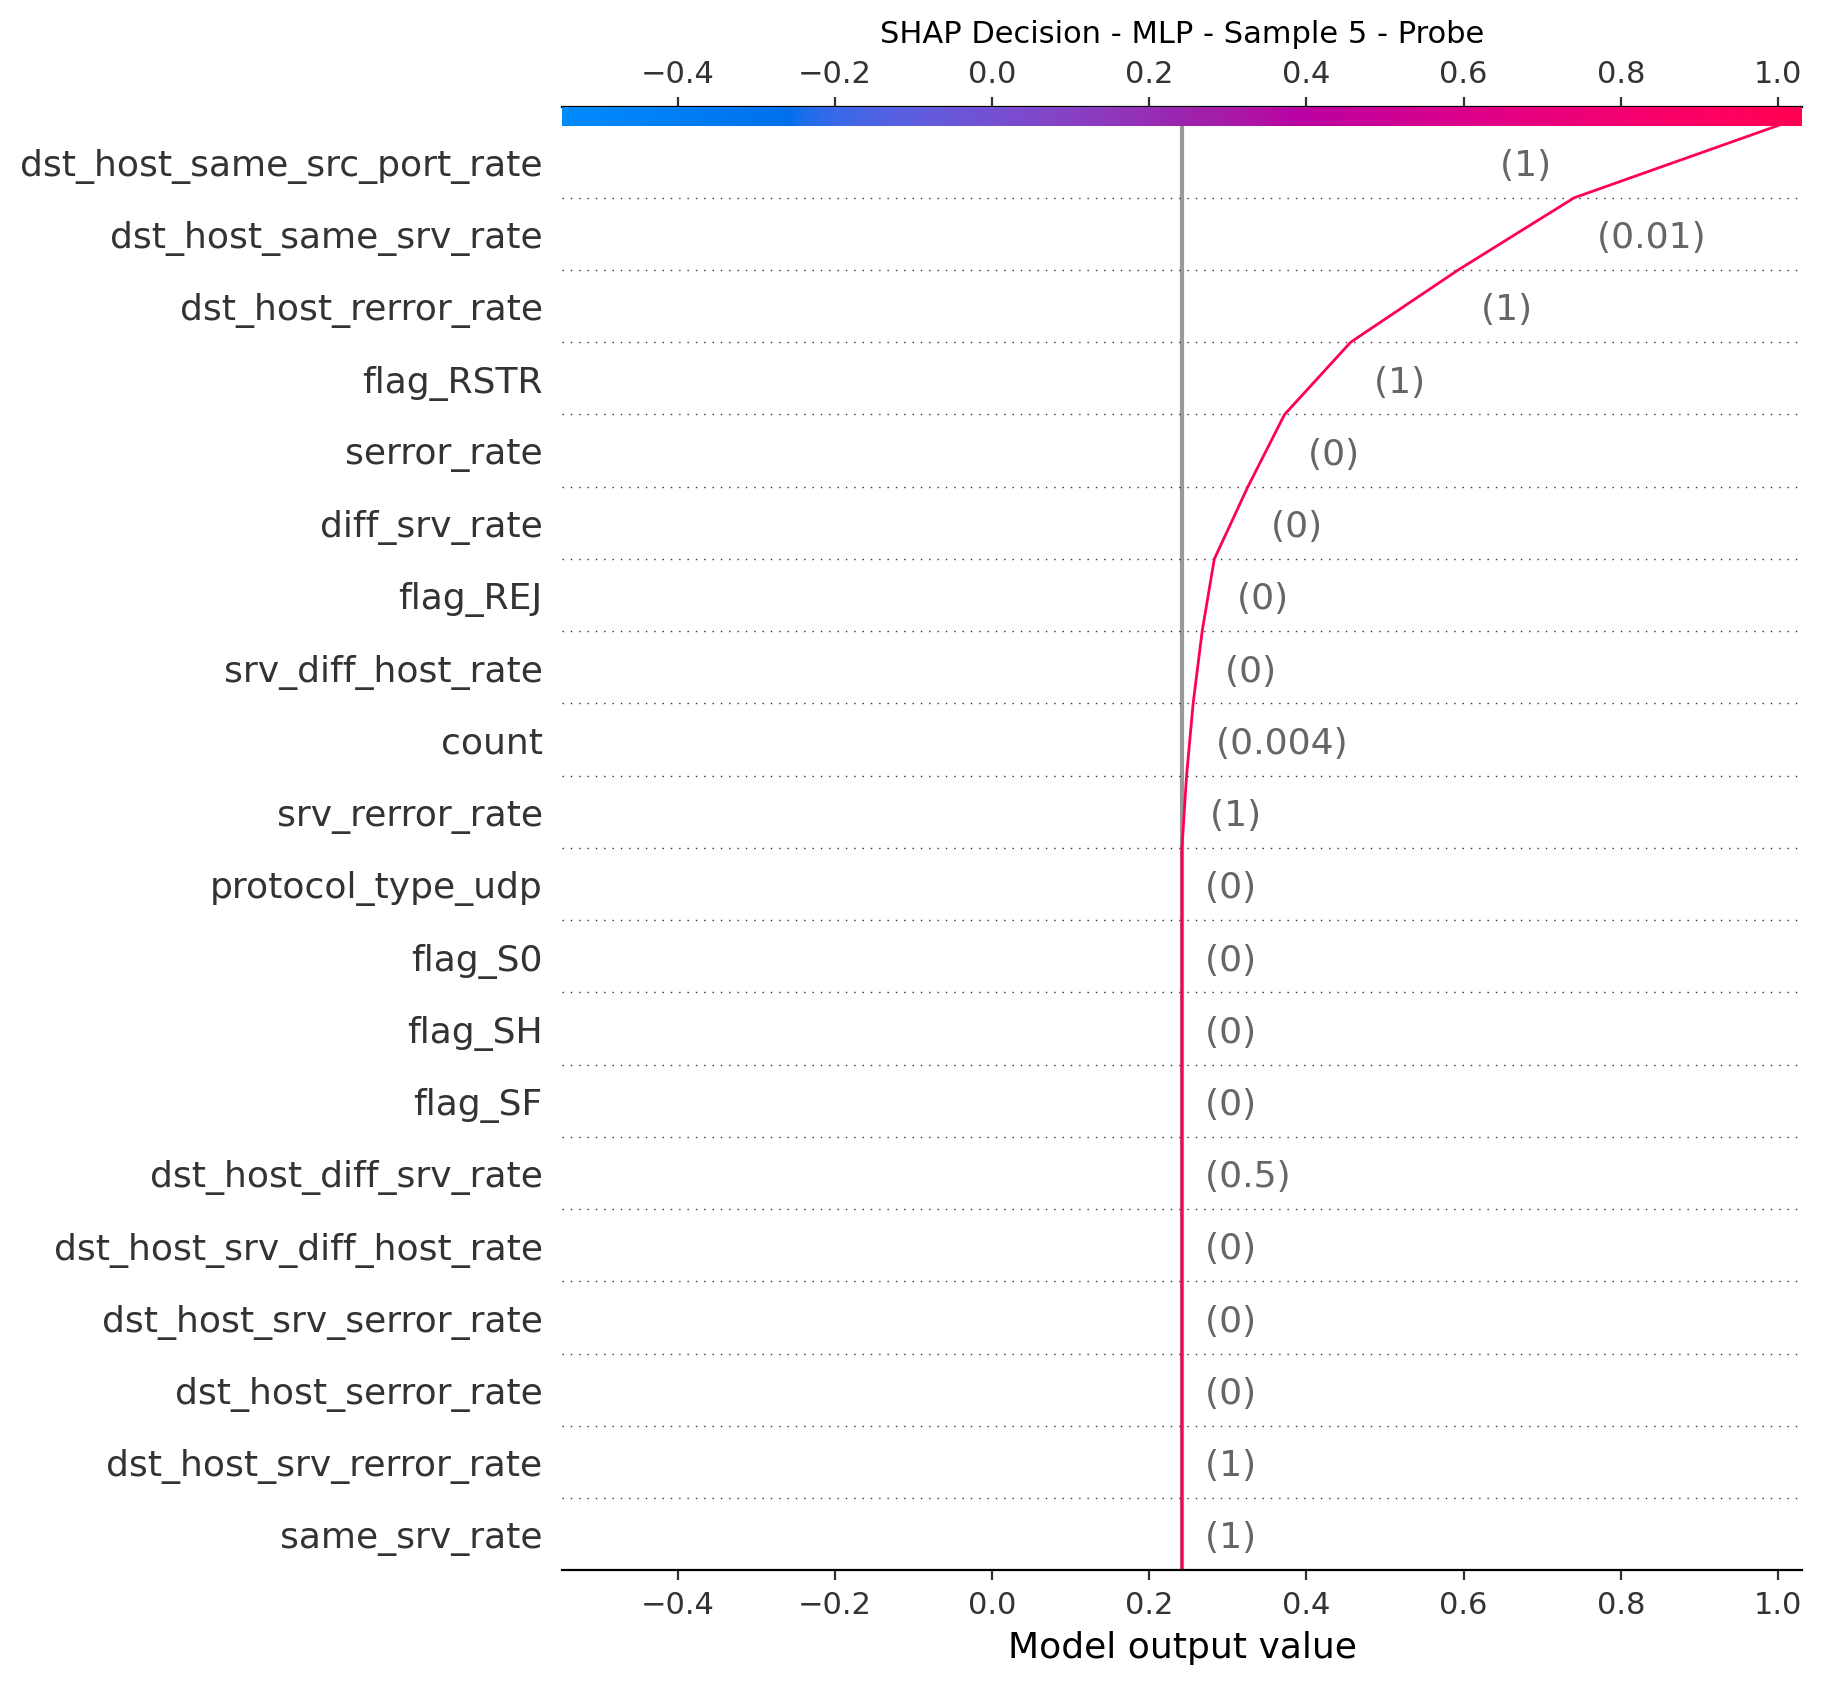 SHAP Decision - MLP - Sample 5 - Probe
−0.4 −0.2 0.0 0.2 0.4 0.6 0.8 1.0
dst_host_same_src_port_rate (1)
dst_host_same_srv_rate (0.01)
dst_host_rerror_rate (1)
flag_RSTR (1)
serror_rate (0)
diff_srv_rate (0)
flag_REJ (0)
srv_diff_host_rate (0)
count (0.004)
srv_rerror_rate (1)
protocol_type_udp (0)
flag_S0 (0)
flag_SH (0)
flag_SF (0)
dst_host_diff_srv_rate (0.5)
dst_host_srv_diff_host_rate (0)
dst_host_srv_serror_rate (0)
dst_host_serror_rate (0)
dst_host_srv_rerror_rate (1)
same_srv_rate (1)
−0.4 −0.2 0.0 0.2 0.4 0.6 0.8 1.0
Model output value